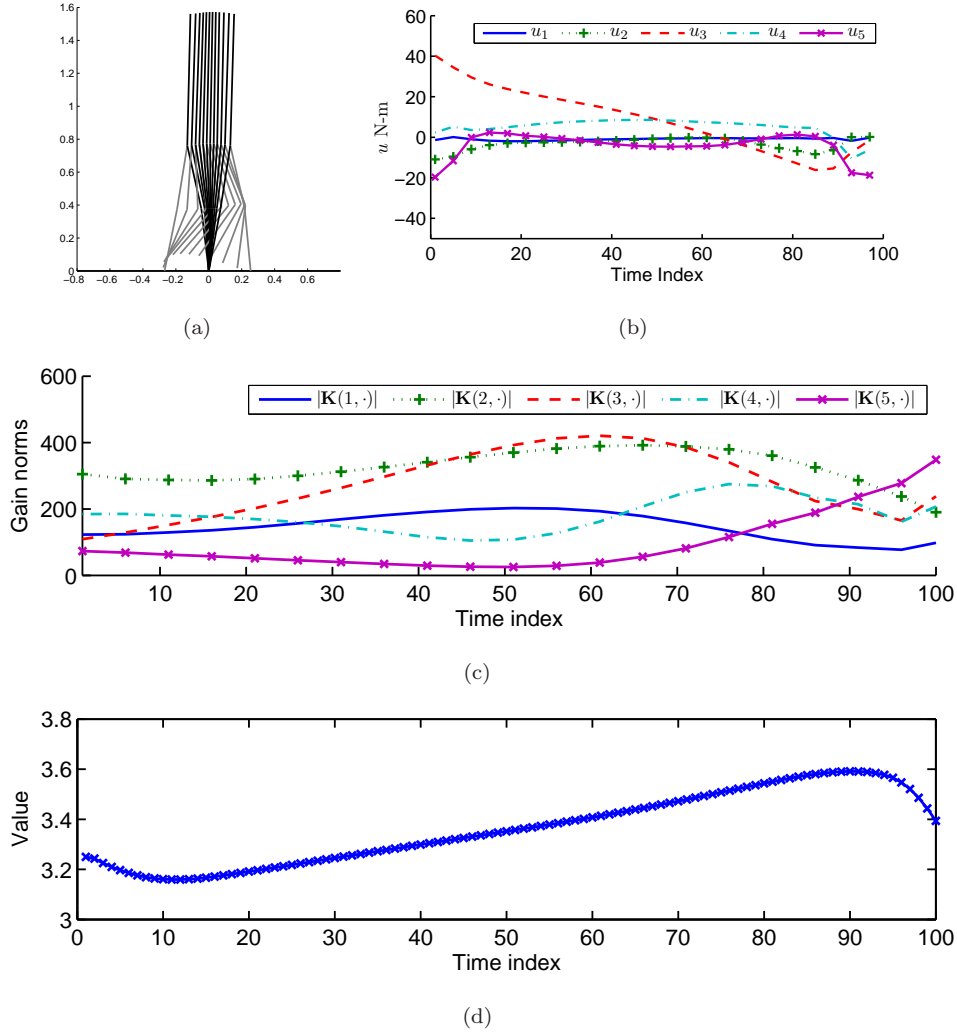 1.6
1.4
1.2
1
0.8
0.6
0.4
0.2
0
−0.8 −0.6 −0.4 −0.2 0 0.2 0.4 0.6 0.8
(a)
u₁ u₂ u₃ u₄ u₅
60
40
20
0
−20
−40
u N-m
0 20 40 60 80 100
Time Index
(b)
|K(1, ·)| |K(2, ·)| |K(3, ·)| |K(4, ·)| |K(5, ·)|
600
400
200
0
Gain norms
10 20 30 40 50 60 70 80 90 100
Time index
(c)
3.8
3.6
3.4
3.2
3
Value
0 10 20 30 40 50 60 70 80 90 100
Time index
(d)